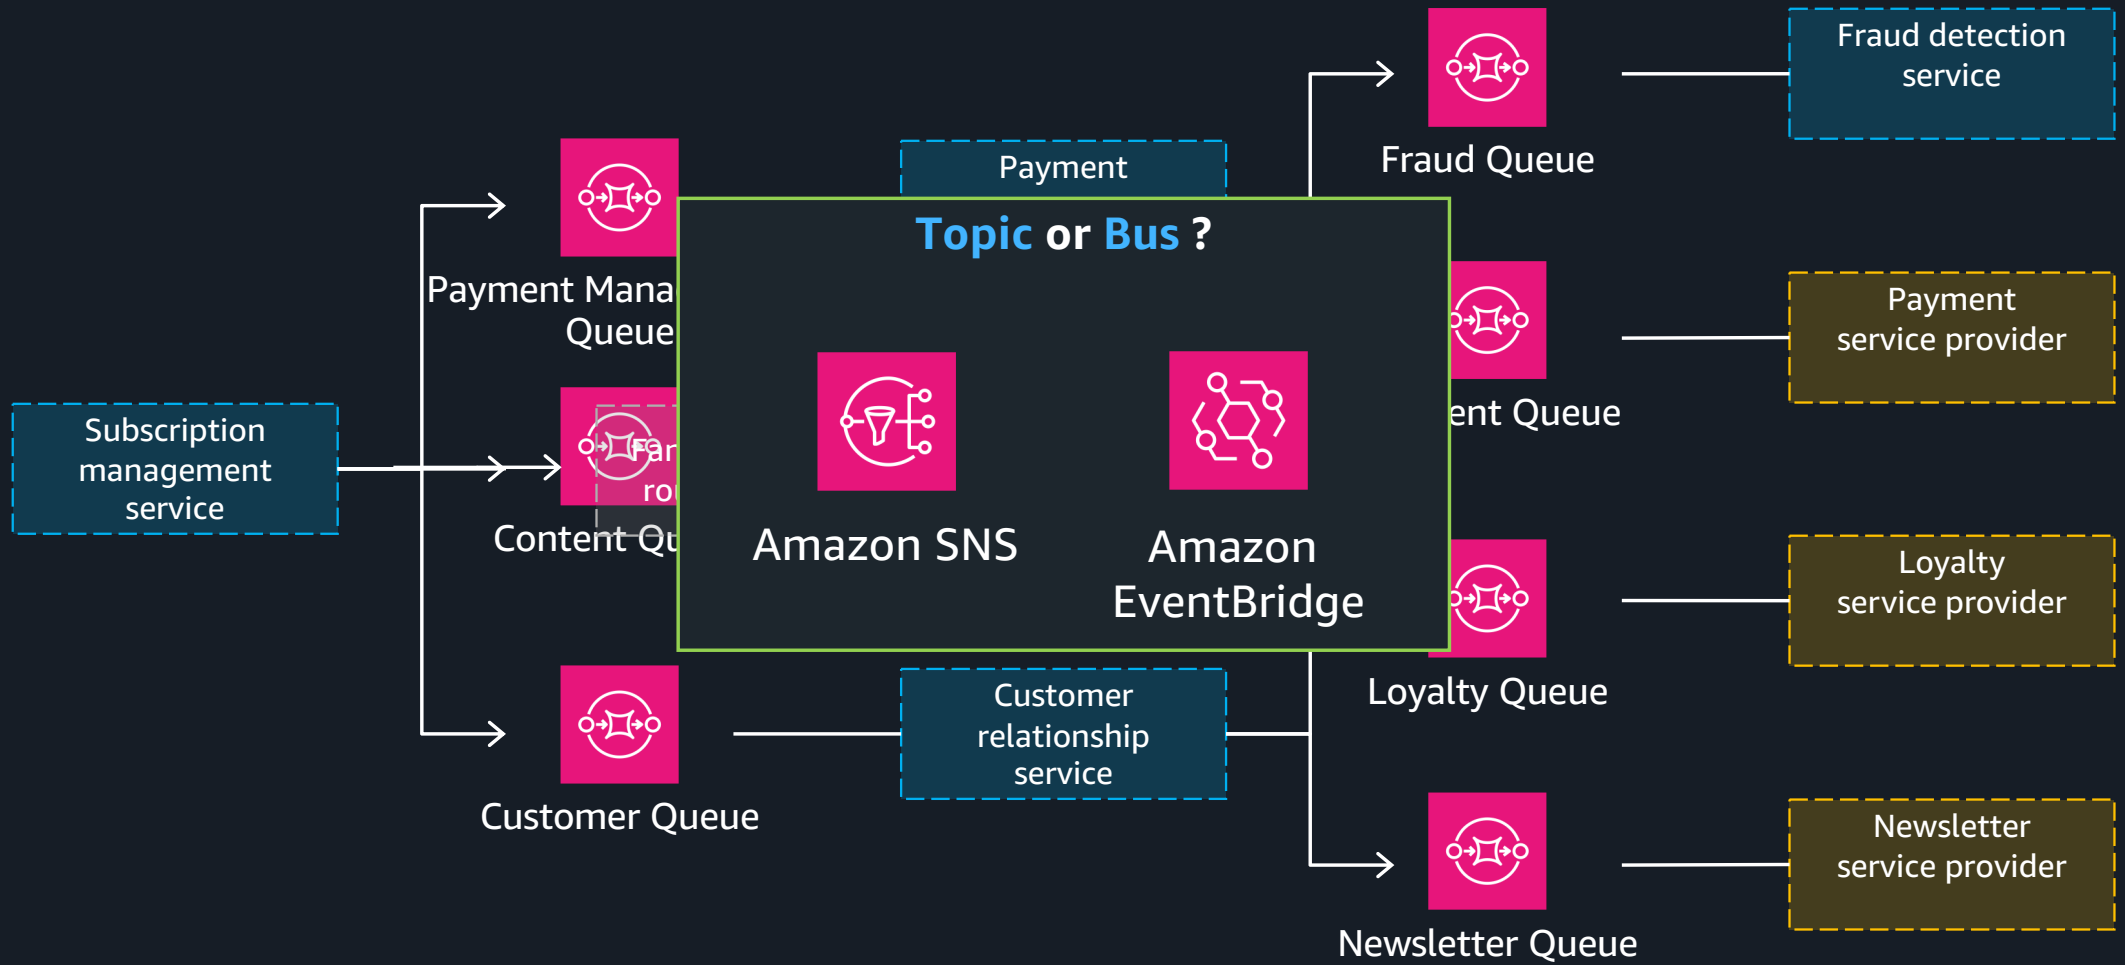 Fraud detection
service
Fraud Queue
Payment
Topic or Bus ?
Payment Mana
Queue
Payment
service provider
ent Queue
Subscription
management
service
Content Qu
Amazon SNS
Amazon
EventBridge
Loyalty
service provider
Loyalty Queue
Customer
relationship
service
Customer Queue
Newsletter
service provider
Newsletter Queue